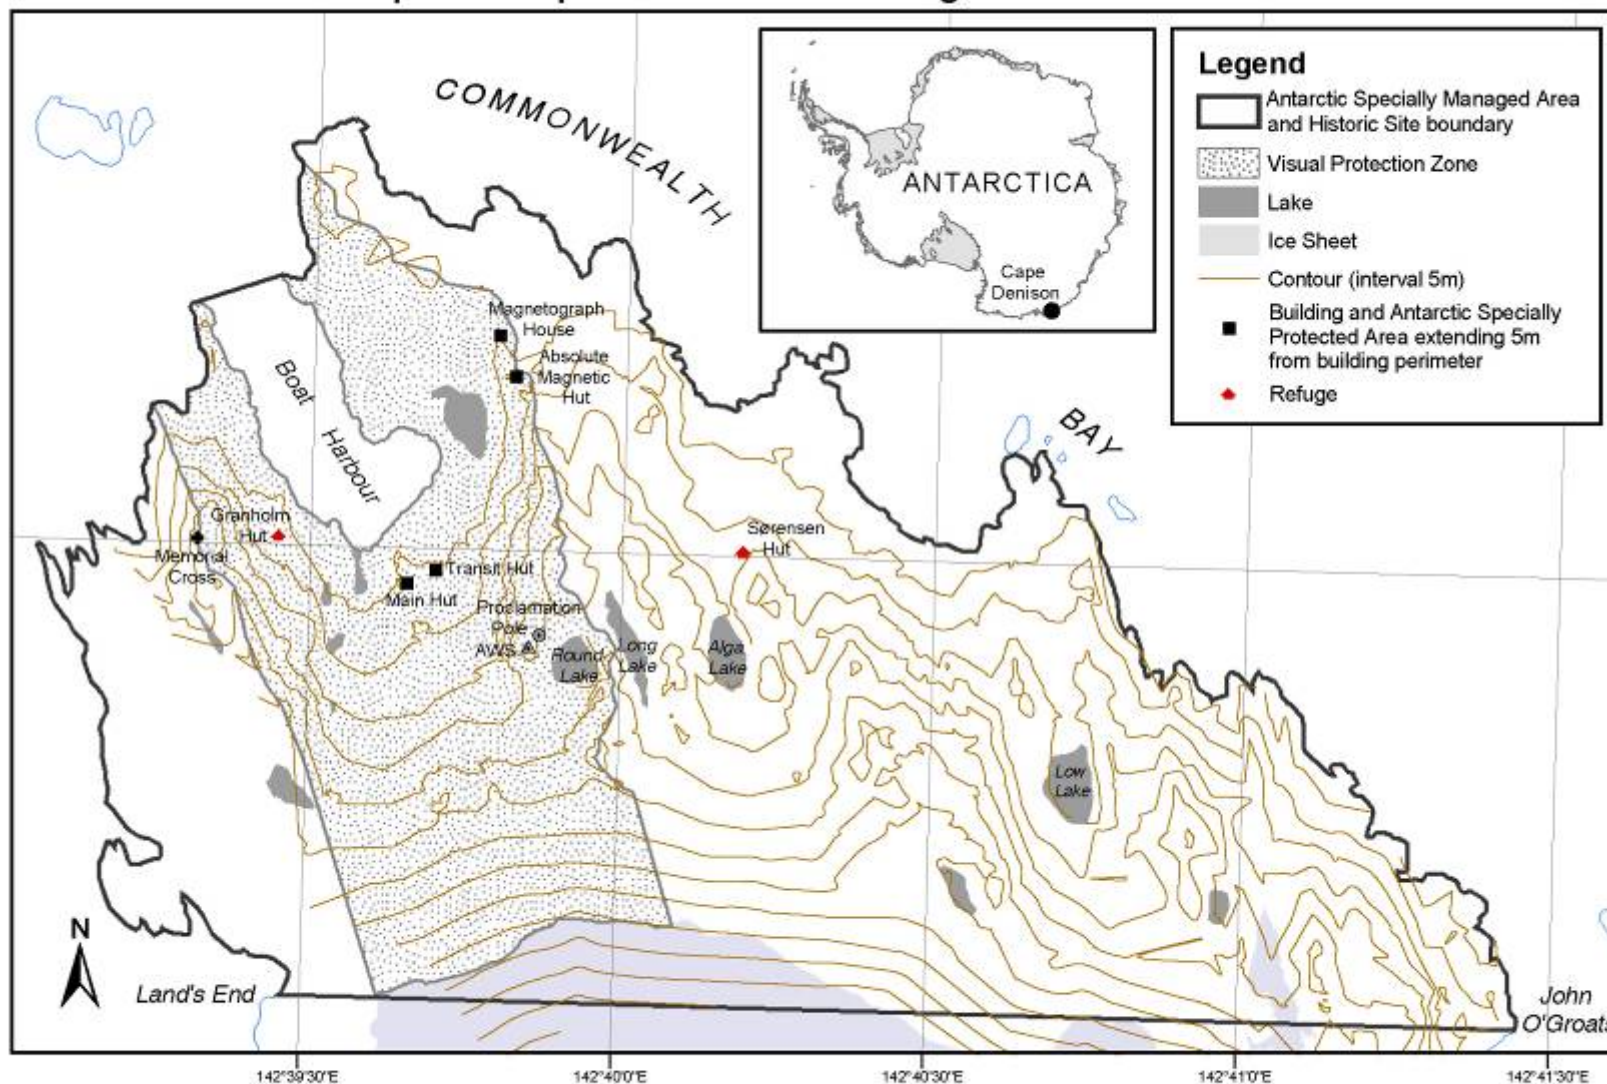 COMMONWEALTH
BAY
ANTARCTICA
Cape
Denison
Legend
Antarctic Specially Managed Area
and Historic Site boundary
Visual Protection Zone
Lake
Ice Sheet
Contour (interval 5m)
Building and Antarctic Specially
Protected Area extending 5m
from building perimeter
Refuge
Magnetograph
House
Absolute
Magnetic
Hut
Boat
Harbour
Granholm
Hut
Memorial
Cross
Sørensen
Hut
Transit Hut
Main Hut
Proclamation
Pole
AWS
Round
Lake
Long
Lake
Alga
Lake
Low
Lake
N
Land's End
John
O'Groats
142°39'30"E
142°40'0"E
142°40'30"E
142°41'0"E
142°41'30"E